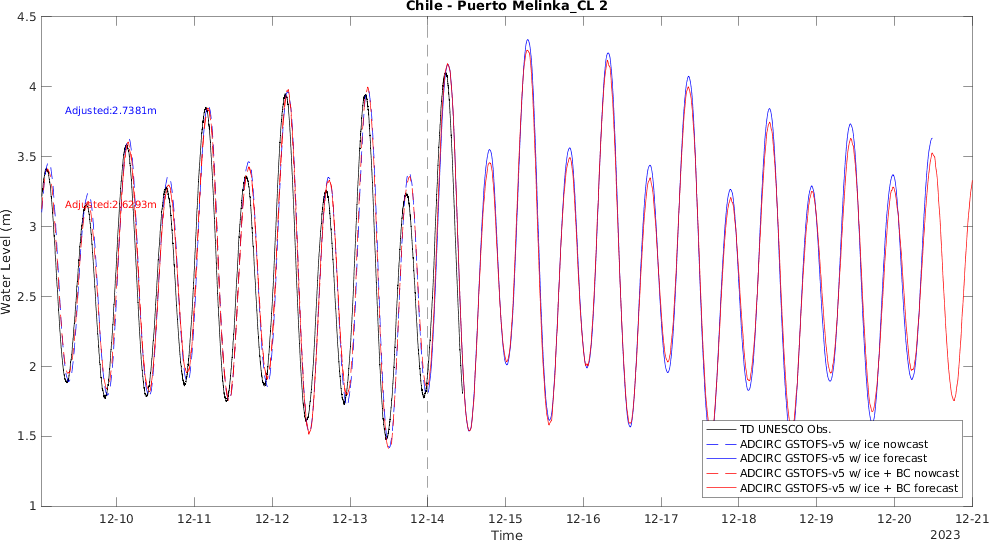 Chile - Puerto Melinka_CL 2
4.5
4
3.5
3
2.5
2
1.5
1
Water Level (m)
Adjusted:2.7381m
Adjusted:2.6293m
TD UNESCO Obs.
ADCIRC GSTOFS-v5 w/ ice nowcast
ADCIRC GSTOFS-v5 w/ ice forecast
ADCIRC GSTOFS-v5 w/ ice + BC nowcast
ADCIRC GSTOFS-v5 w/ ice + BC forecast
12-10 12-11 12-12 12-13 12-14 12-15 12-16 12-17 12-18 12-19 12-20 12-21
Time
2023